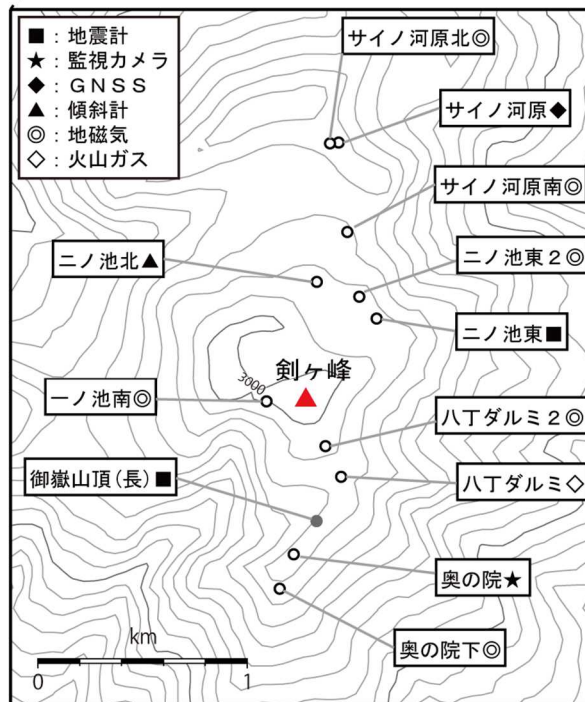 ■：地震計
★：監視カメラ
◆：ＧＮＳＳ
▲：傾斜計
◎：地磁気
◇：火山ガス
サイノ河原北◎
サイノ河原◆
サイノ河原南◎
二ノ池北▲
二ノ池東２◎
二ノ池東■
剣ヶ峰
3000
一ノ池南◎
八丁ダルミ２◎
御嶽山頂(長)■
八丁ダルミ◇
奥の院★
奥の院下◎
km
0 1